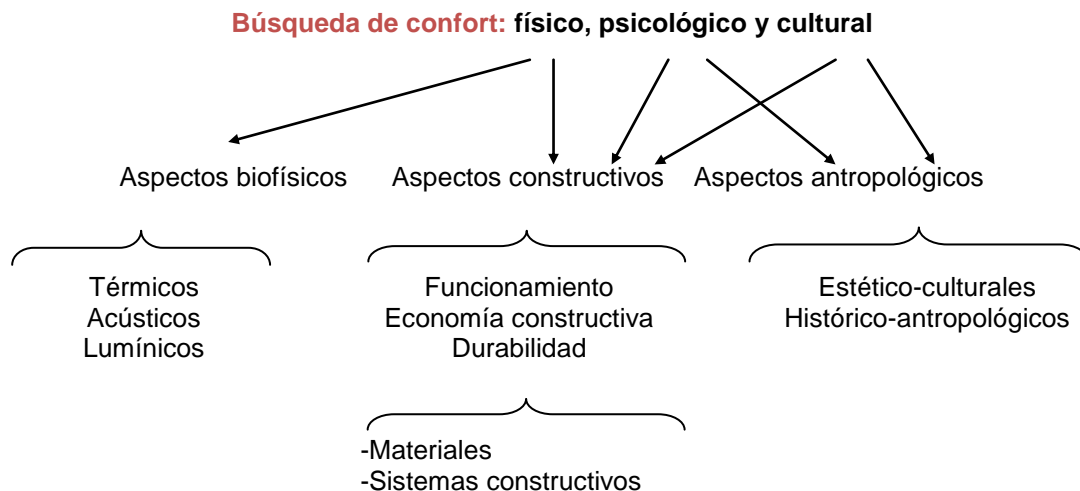 Búsqueda de confort: físico, psicológico y cultural
Aspectos biofísicos Aspectos constructivos Aspectos antropológicos
Térmicos
Acústicos
Lumínicos
Funcionamiento
Economía constructiva
Durabilidad
Estético-culturales
Histórico-antropológicos
-Materiales
-Sistemas constructivos